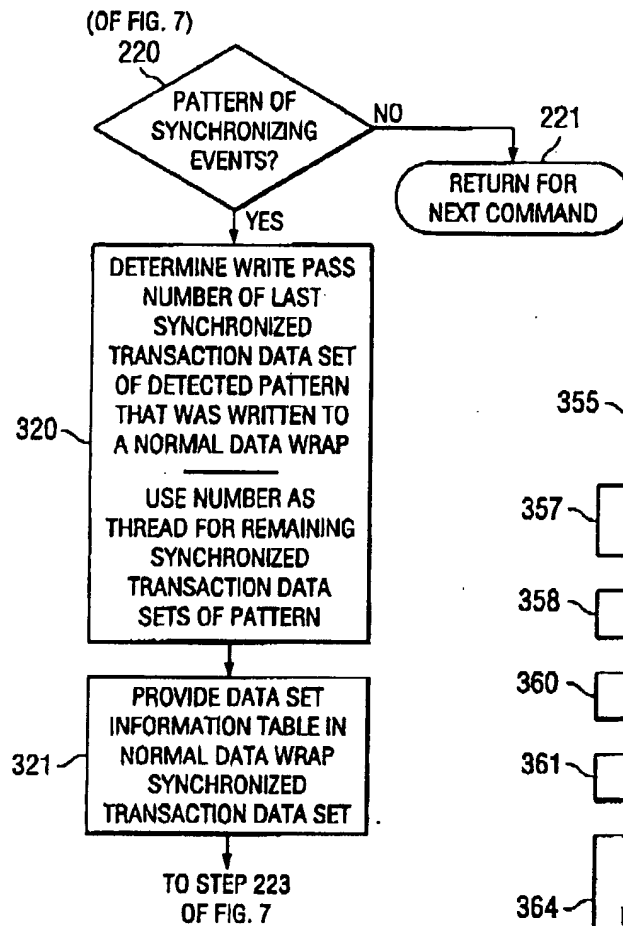 (OF FIG. 7)
220
PATTERN OF
SYNCHRONIZING
EVENTS?
NO
221
RETURN FOR
NEXT COMMAND
YES
DETERMINE WRITE PASS
NUMBER OF LAST
SYNCHRONIZED
TRANSACTION DATA SET
OF DETECTED PATTERN
THAT WAS WRITTEN TO
A NORMAL DATA WRAP
320
USE NUMBER AS
THREAD FOR REMAINING
SYNCHRONIZED
TRANSACTION DATA
SETS OF PATTERN
PROVIDE DATA SET
INFORMATION TABLE IN
NORMAL DATA WRAP
SYNCHRONIZED
TRANSACTION DATA SET
321
TO STEP 223
OF FIG. 7
355
357
358
360
361
364